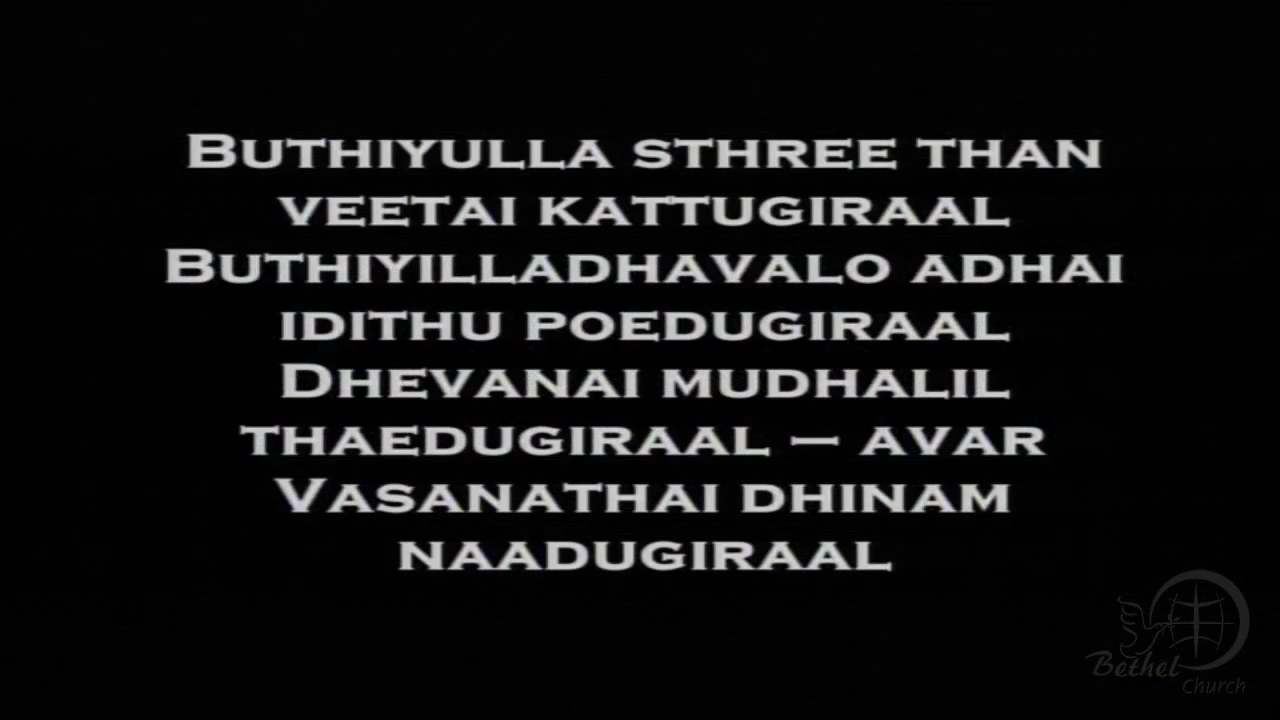 Buthiyulla sthree than
veetai kattugiraal
Buthiyilladhavalo adhai
idithu poedugiraal
Dhevanai mudhalil
thaedugiraal – avar
Vasanathai dhinam
naadugiraal
Bethel
Church